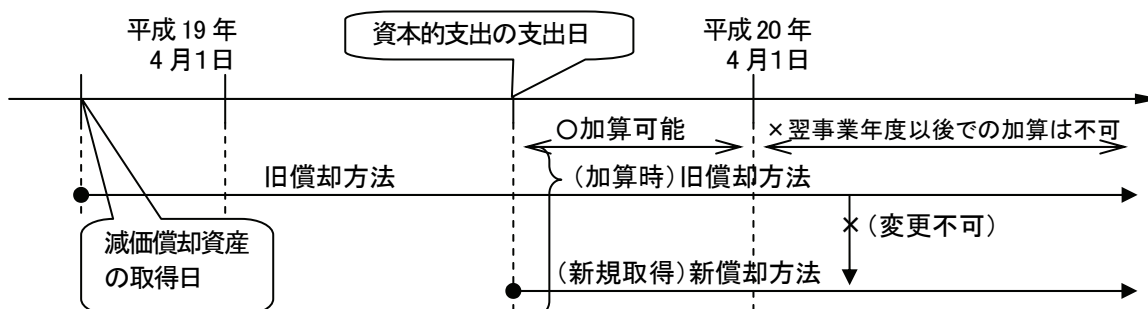 平成 19 年
4 月1 日
資本的支出の支出日
平成 20 年
4 月1 日
○加算可能
×翌事業年度以後での加算は不可
旧償却方法
(加算時)旧償却方法
減価償却資産
の取得日
×(変更不可)
(新規取得)新償却方法